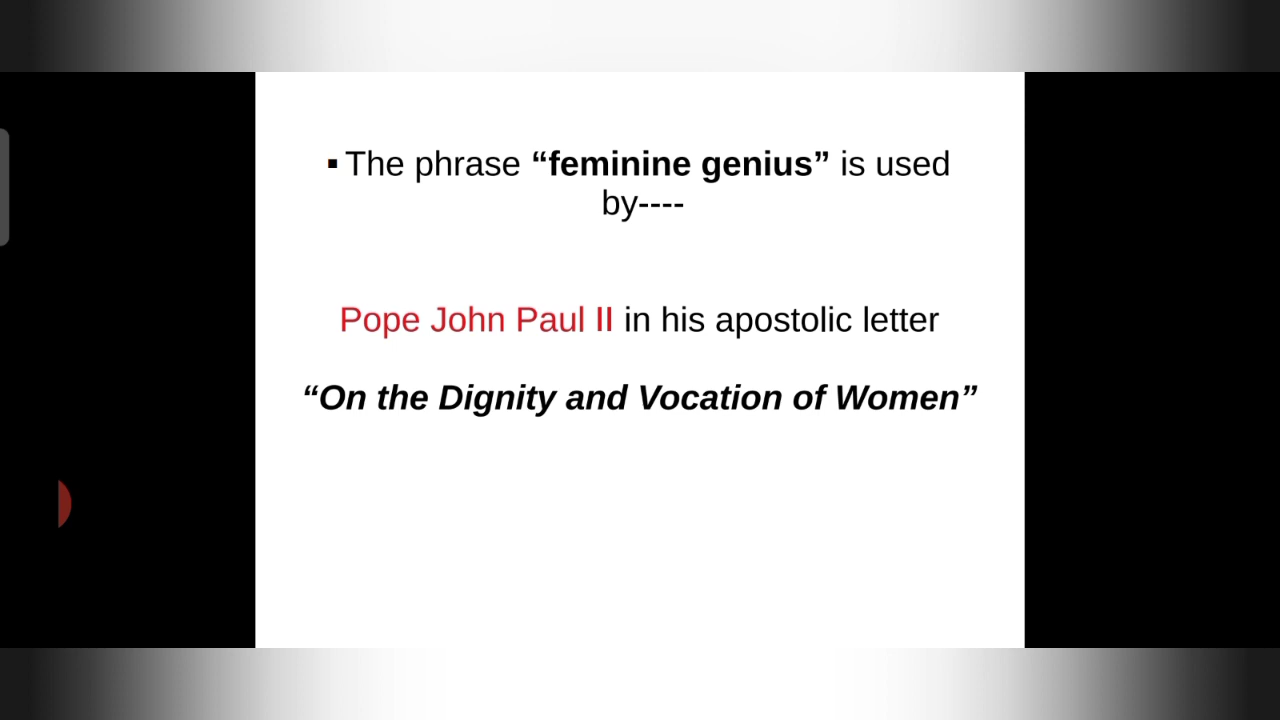 ▪ The phrase “feminine genius” is used
by----
Pope John Paul II in his apostolic letter
“On the Dignity and Vocation of Women”